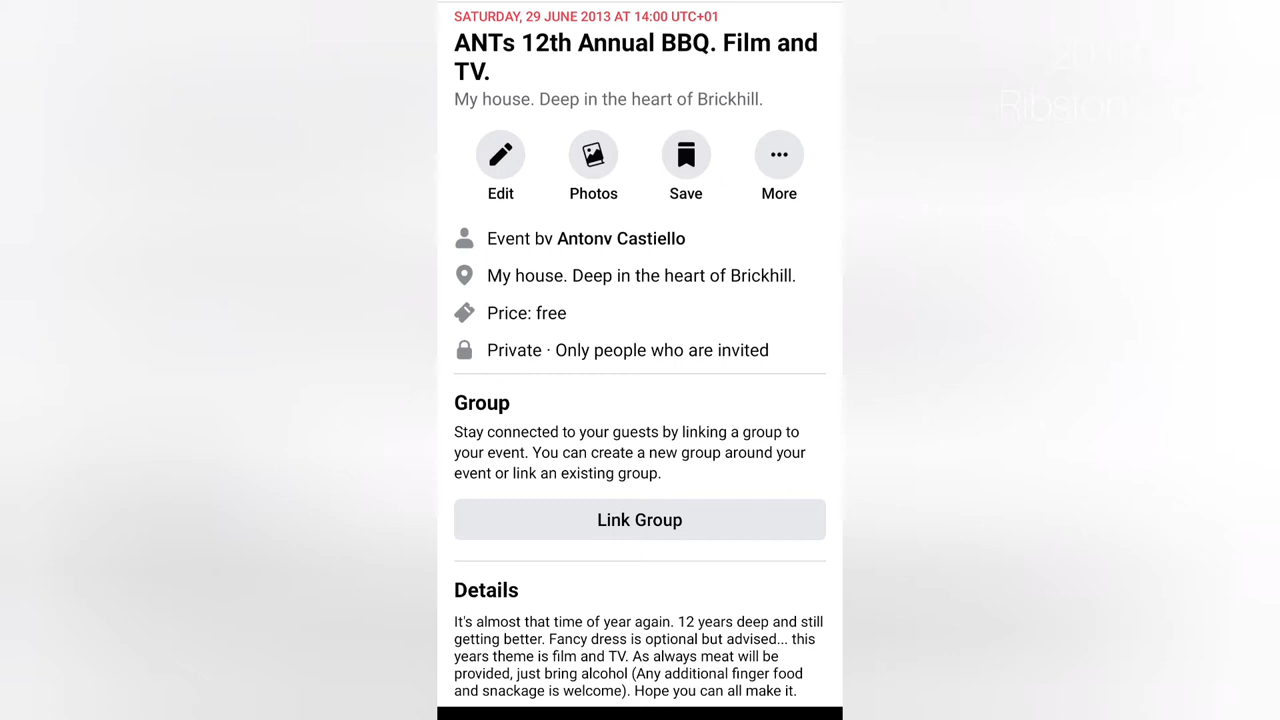 SATURDAY, 29 JUNE 2013 AT 14:00 UTC+01
ANTs 12th Annual BBQ. Film and
TV.
My house. Deep in the heart of Brickhill.
Edit
Photos
Save
More
Event by Antony Castiello
My house. Deep in the heart of Brickhill.
Price: free
Private · Only people who are invited
Group
Stay connected to your guests by linking a group to
your event. You can create a new group around your
event or link an existing group.
Link Group
Details
It's almost that time of year again. 12 years deep and still
getting better. Fancy dress is optional but advised... this
years theme is film and TV. As always meat will be
provided, just bring alcohol (Any additional finger food
and snackage is welcome). Hope you can all make it.